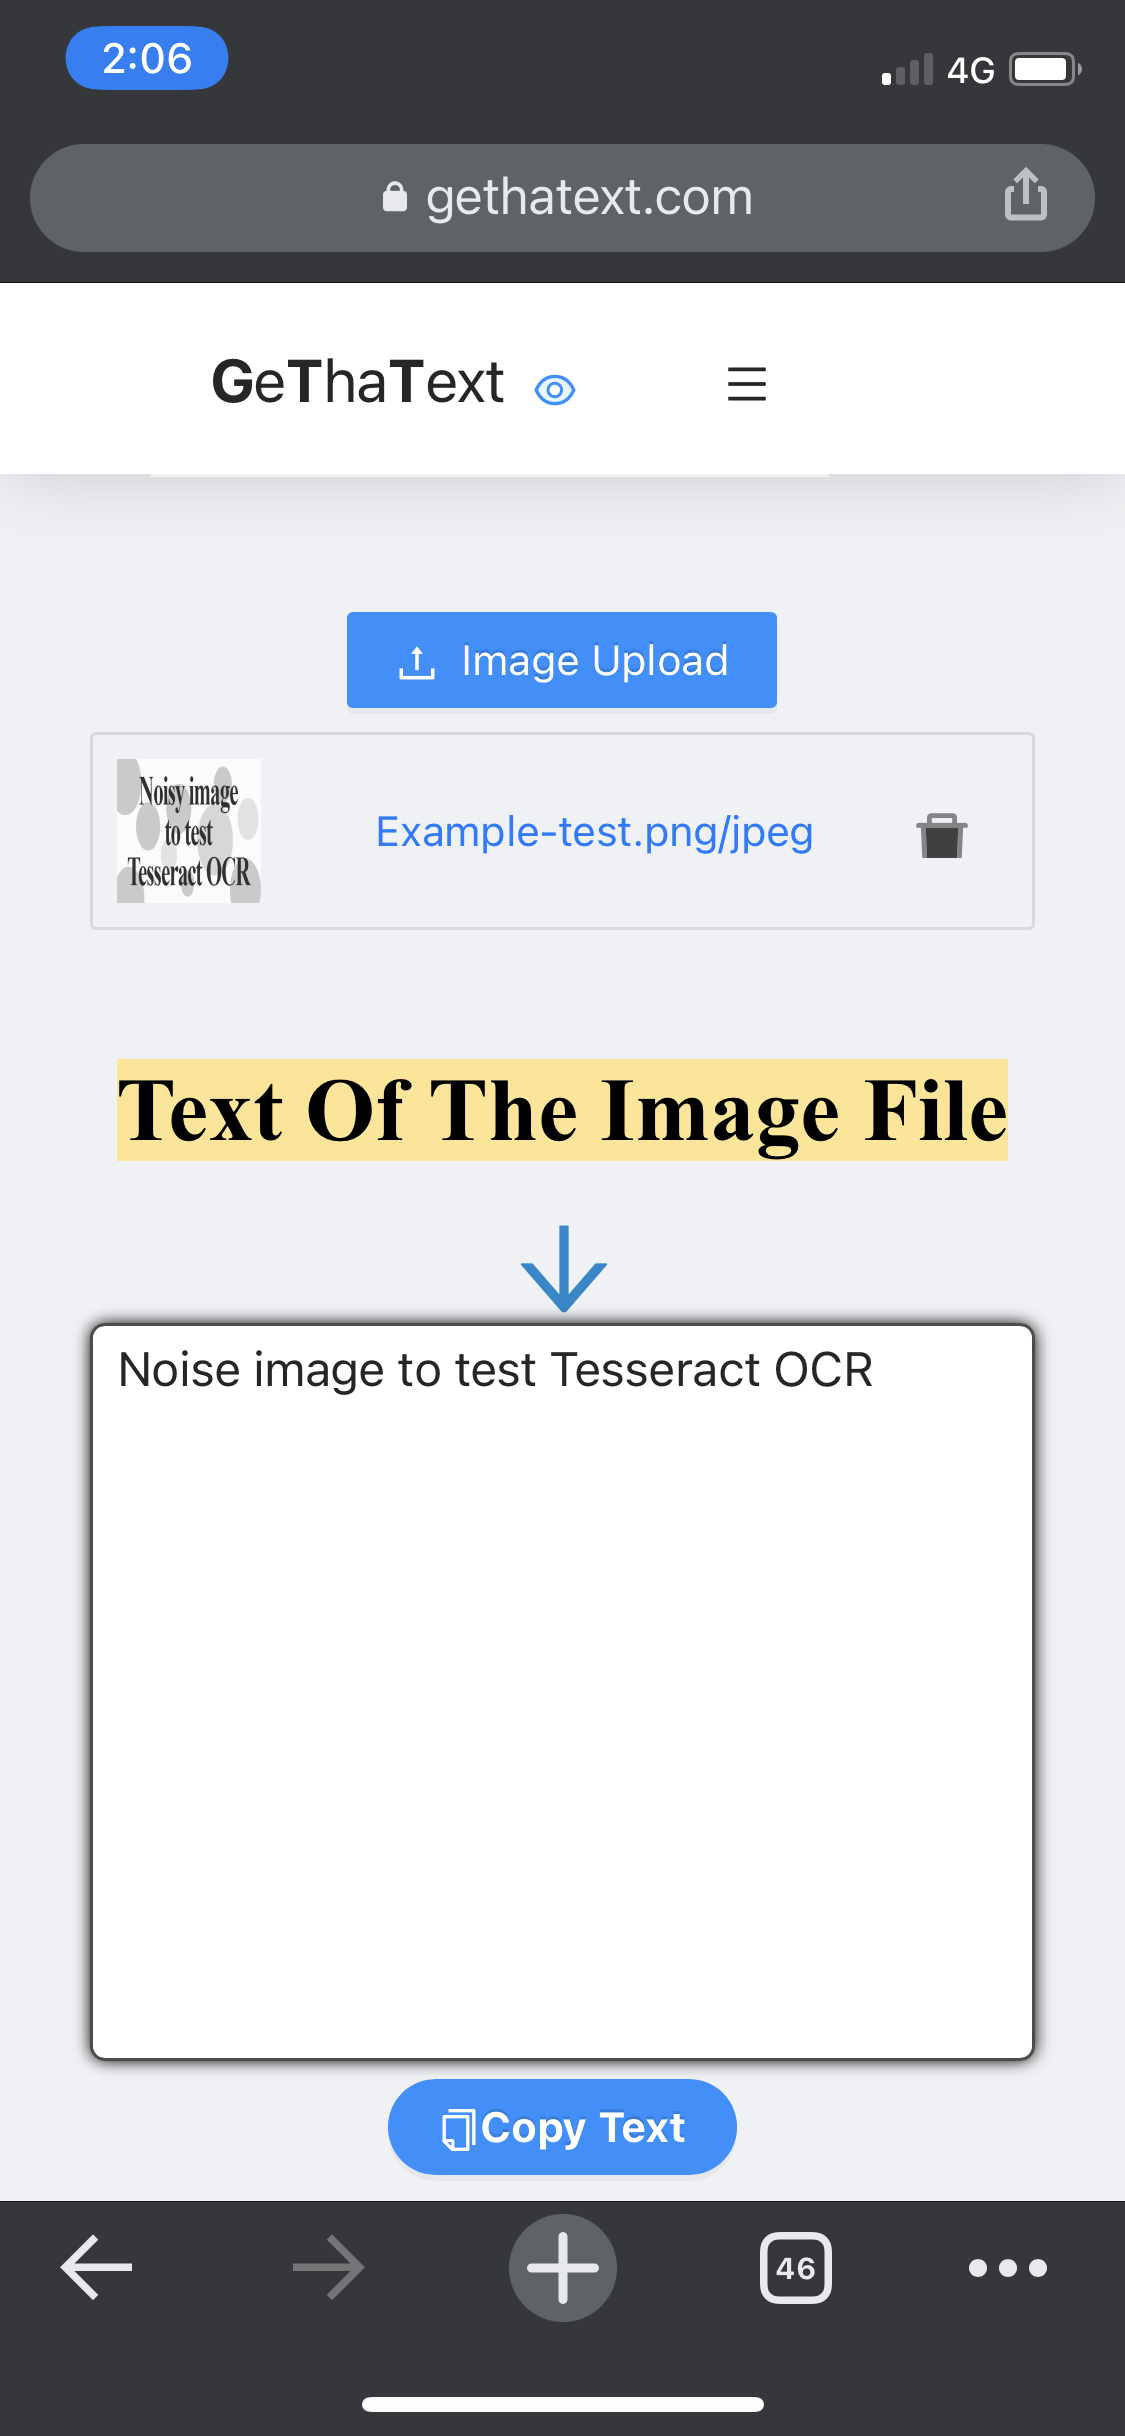 2:06
4G
gethatext.com
GeThaText
Image Upload
Noisy image
to test
Tesseract OCR
Example-test.png/jpeg
Text Of The Image File
Noise image to test Tesseract OCR
Copy Text
46